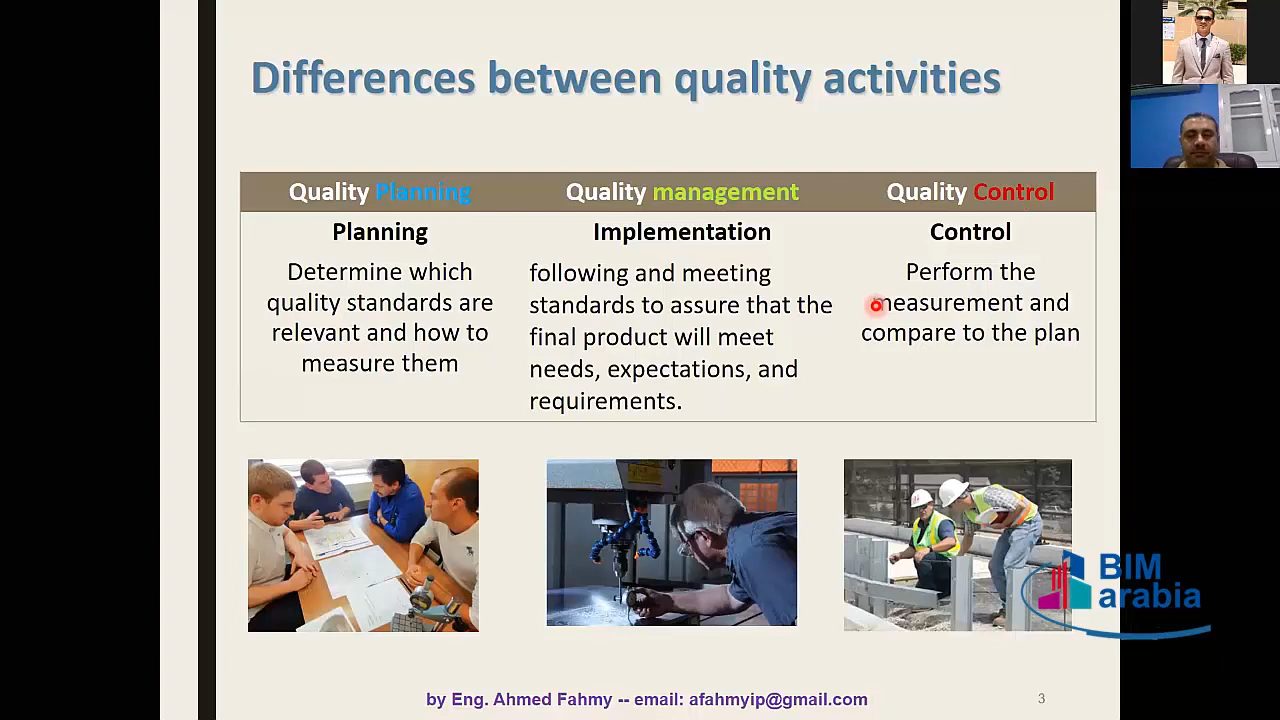 Differences between quality activities
Quality Planning
Quality management
Quality Control
Planning
Implementation
Control
Determine which
quality standards are
relevant and how to
measure them
following and meeting
standards to assure that the
final product will meet
needs, expectations, and
requirements.
Perform the
measurement and
compare to the plan
BIM
arabia
by Eng. Ahmed Fahmy -- email: afahmyip@gmail.com
3